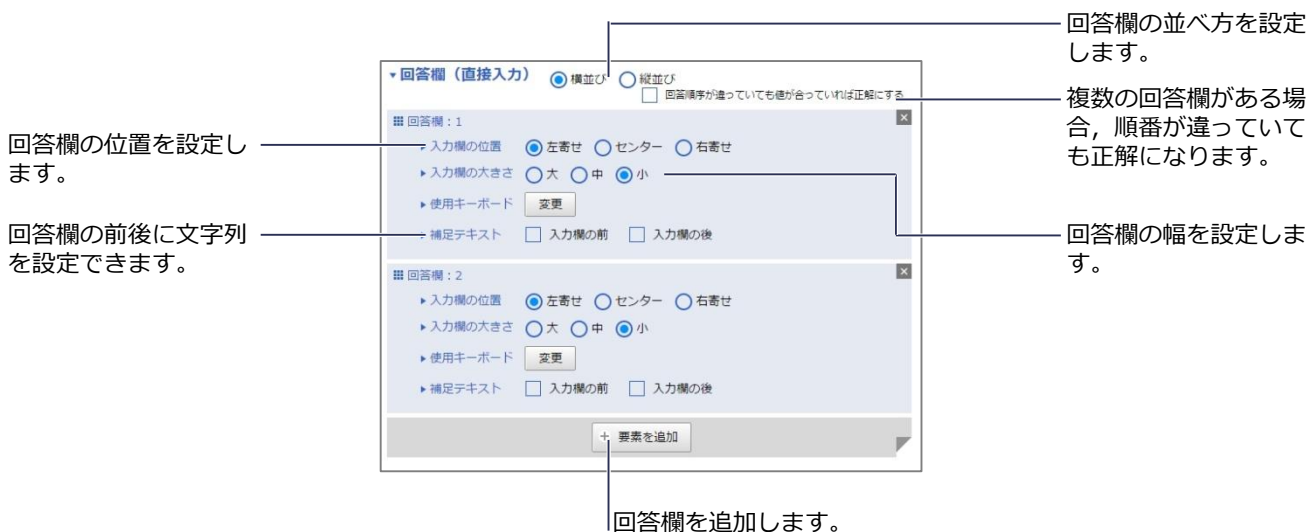 回答欄の並べ方を設定
します。
▼回答欄（直接入力） 横並び 縦並び
回答順序が違っていても値が合っていれば正解にする
複数の回答欄がある場
合，順番が違っていて
も正解になります。
回答欄：1
回答欄の位置を設定し
ます。
▶入力欄の位置 左寄せ センター 右寄せ
▶入力欄の大きさ 大 中 小
▶使用キーボード 変更
回答欄の前後に文字列
を設定できます。
▶補足テキスト 入力欄の前 入力欄の後
回答欄の幅を設定しま
す。
回答欄：2
▶入力欄の位置 左寄せ センター 右寄せ
▶入力欄の大きさ 大 中 小
▶使用キーボード 変更
▶補足テキスト 入力欄の前 入力欄の後
+ 要素を追加
回答欄を追加します。